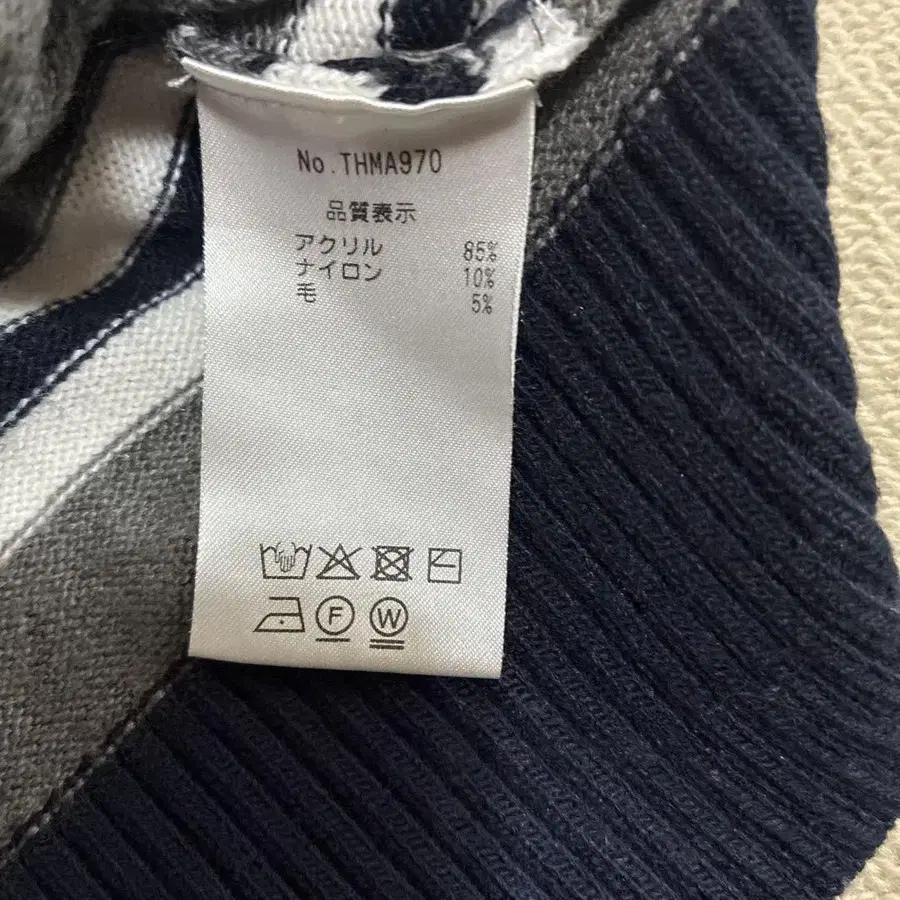 No.THMA970
品質表示
アクリル 85%
ナイロン 10%
毛 5%
F W